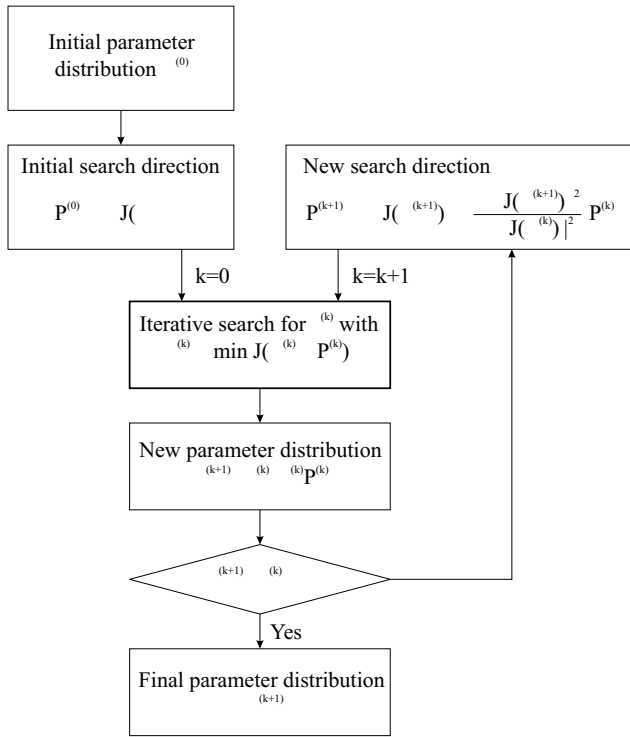 Initial parameter
distribution (0)
Initial search direction
P(0) J(
New search direction
P(k+1) J( (k+1)) J( (k+1)) 2 P(k)
J( (k)) |2
k=0
k=k+1
Iterative search for (k) with
(k) min J( (k) P(k))
New parameter distribution
(k+1) (k) (k)P(k)
(k+1) (k)
Yes
Final parameter distribution
(k+1)